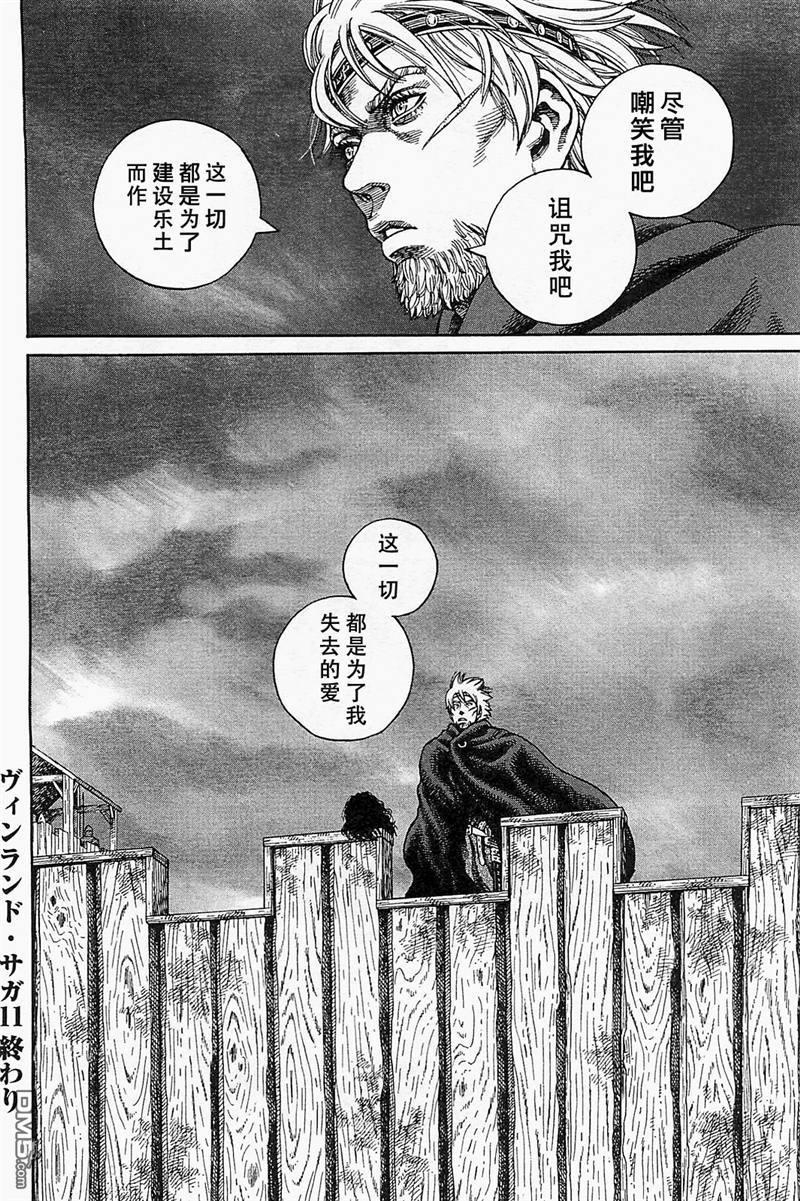 尽管
嘲笑我吧
诅咒我吧
这一切
都是为了
建设乐土
而作
这一切
都是为了我
失去的爱
ヴィンランド・サガ11 終わり
DM5.com